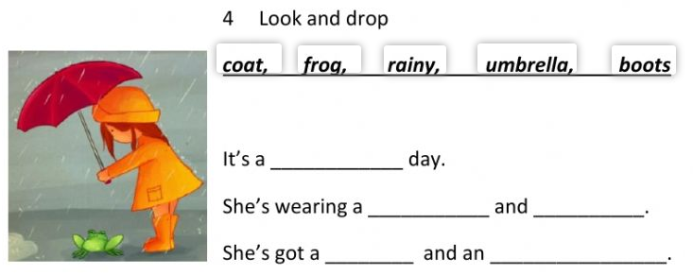 4 Look and drop
coat, frog, rainy, umbrella, boots
It's a ____________ day.
She's wearing a ___________ and __________.
She's got a ________ and an ________________.